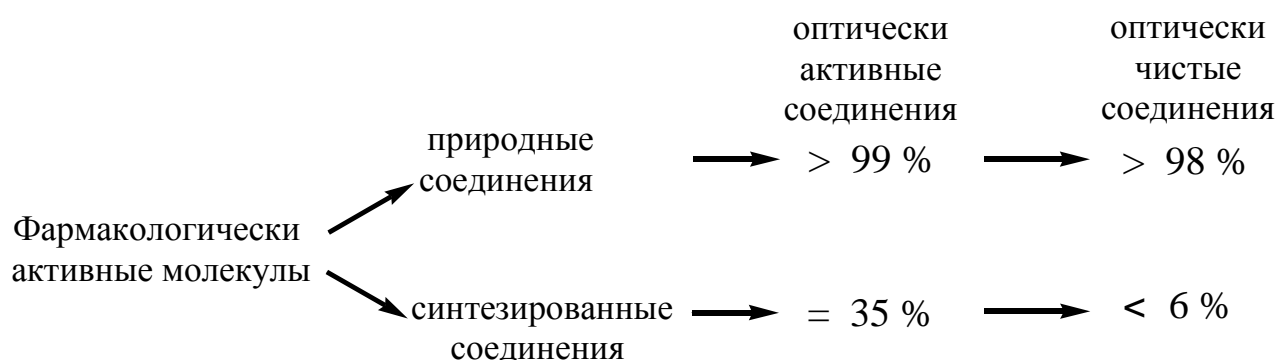 оптически
активные
соединения
оптически
чистые
соединения
природные
соединения
> 99 %
> 98 %
Фармакологически
активные молекулы
синтезированные
соединения
= 35 %
< 6 %